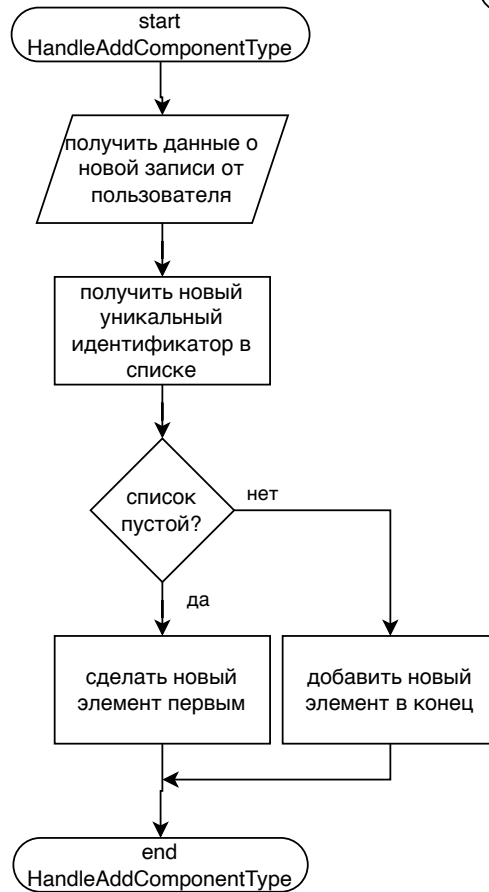 start
HandleAddComponentType
получить данные о
новой записи от
пользователя
получить новый
уникальный
идентификатор в
списке
список
пустой?
нет
да
сделать новый
элемент первым
добавить новый
элемент в конец
end
HandleAddComponentType